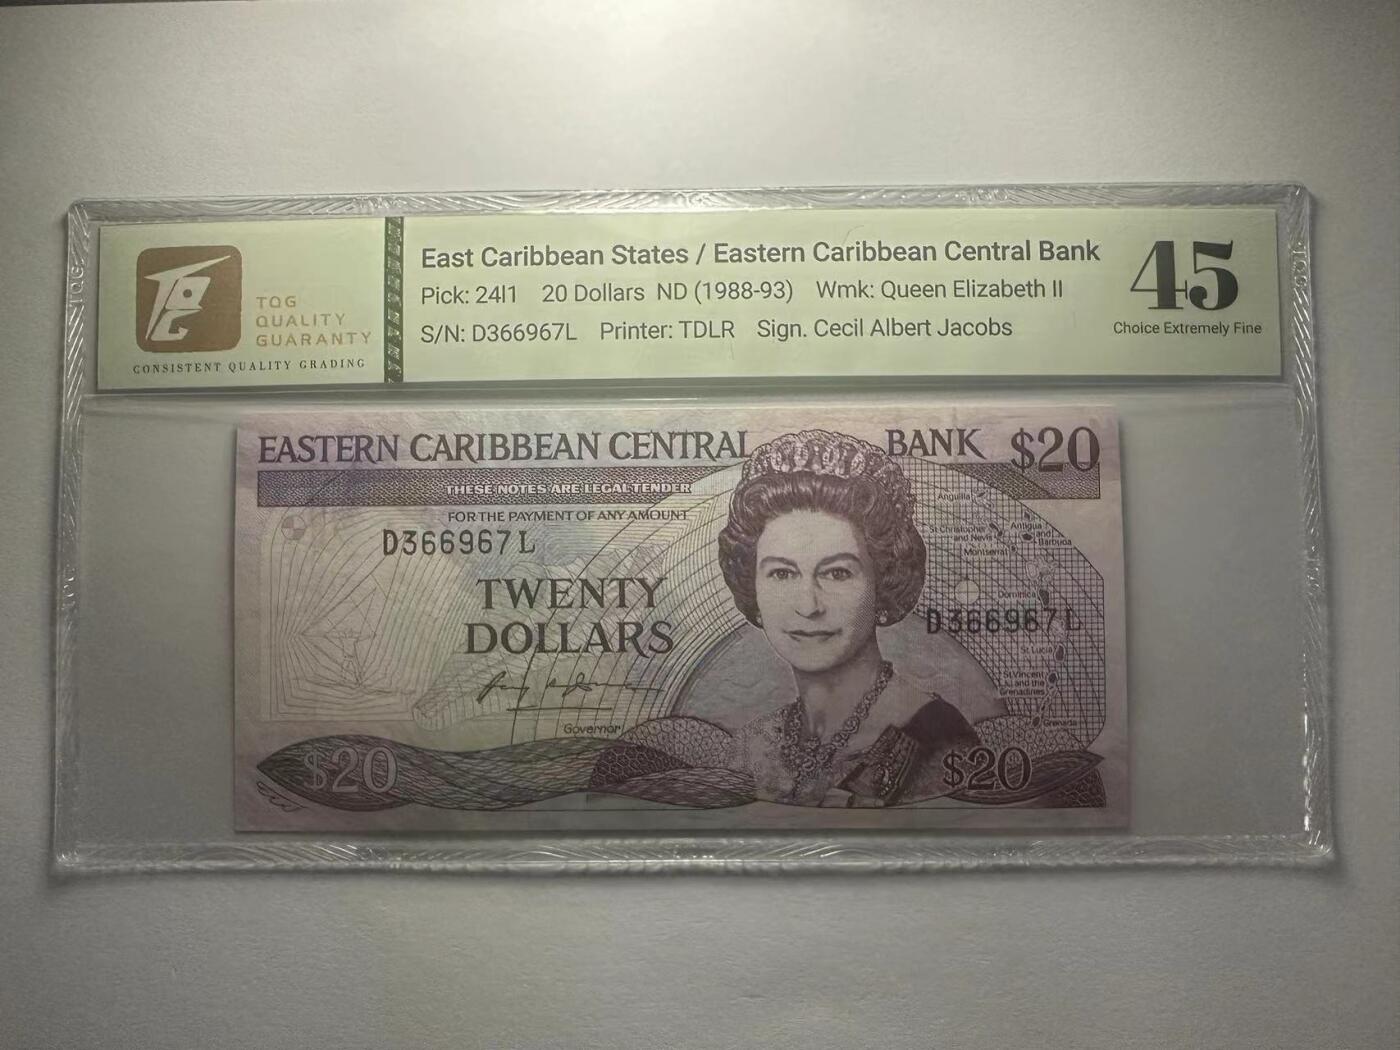 TQG
QUALITY
GUARANTY
CONSISTENT QUALITY GRADING
East Caribbean States / Eastern Caribbean Central Bank
Pick: 24l1 20 Dollars ND (1988-93) Wmk: Queen Elizabeth II
S/N: D366967L Printer: TDLR Sign. Cecil Albert Jacobs
45
Choice Extremely Fine
EASTERN CARIBBEAN CENTRAL BANK $20
THESE NOTES ARE LEGAL TENDER
FOR THE PAYMENT OF ANY AMOUNT
D366967L
TWENTY
DOLLARS
Governor
$20
Anguilla
St Christopher
and Nevis
Antigua
and
Barbuda
Montserrat
Dominica
D366967L
St Lucia
St Vincent
and the
Grenadines
Grenada
$20